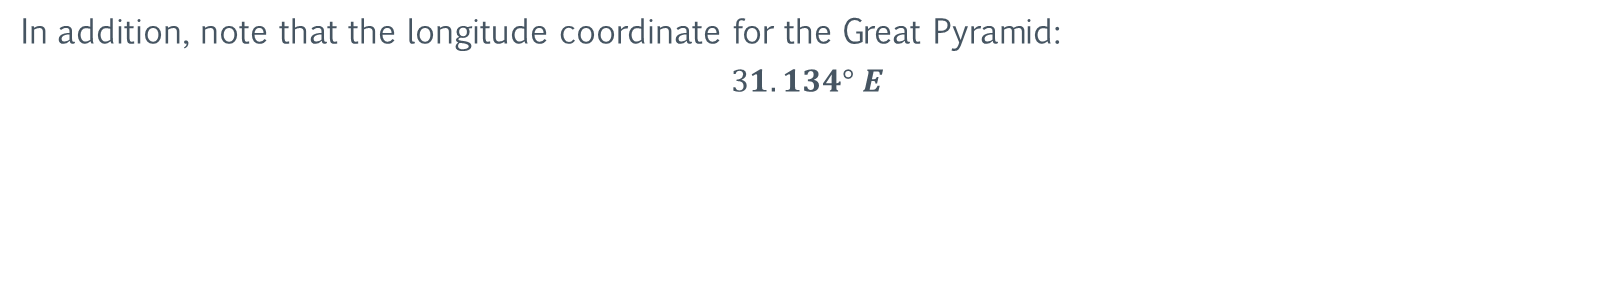 In addition, note that the longitude coordinate for the Great Pyramid:
31.134° E